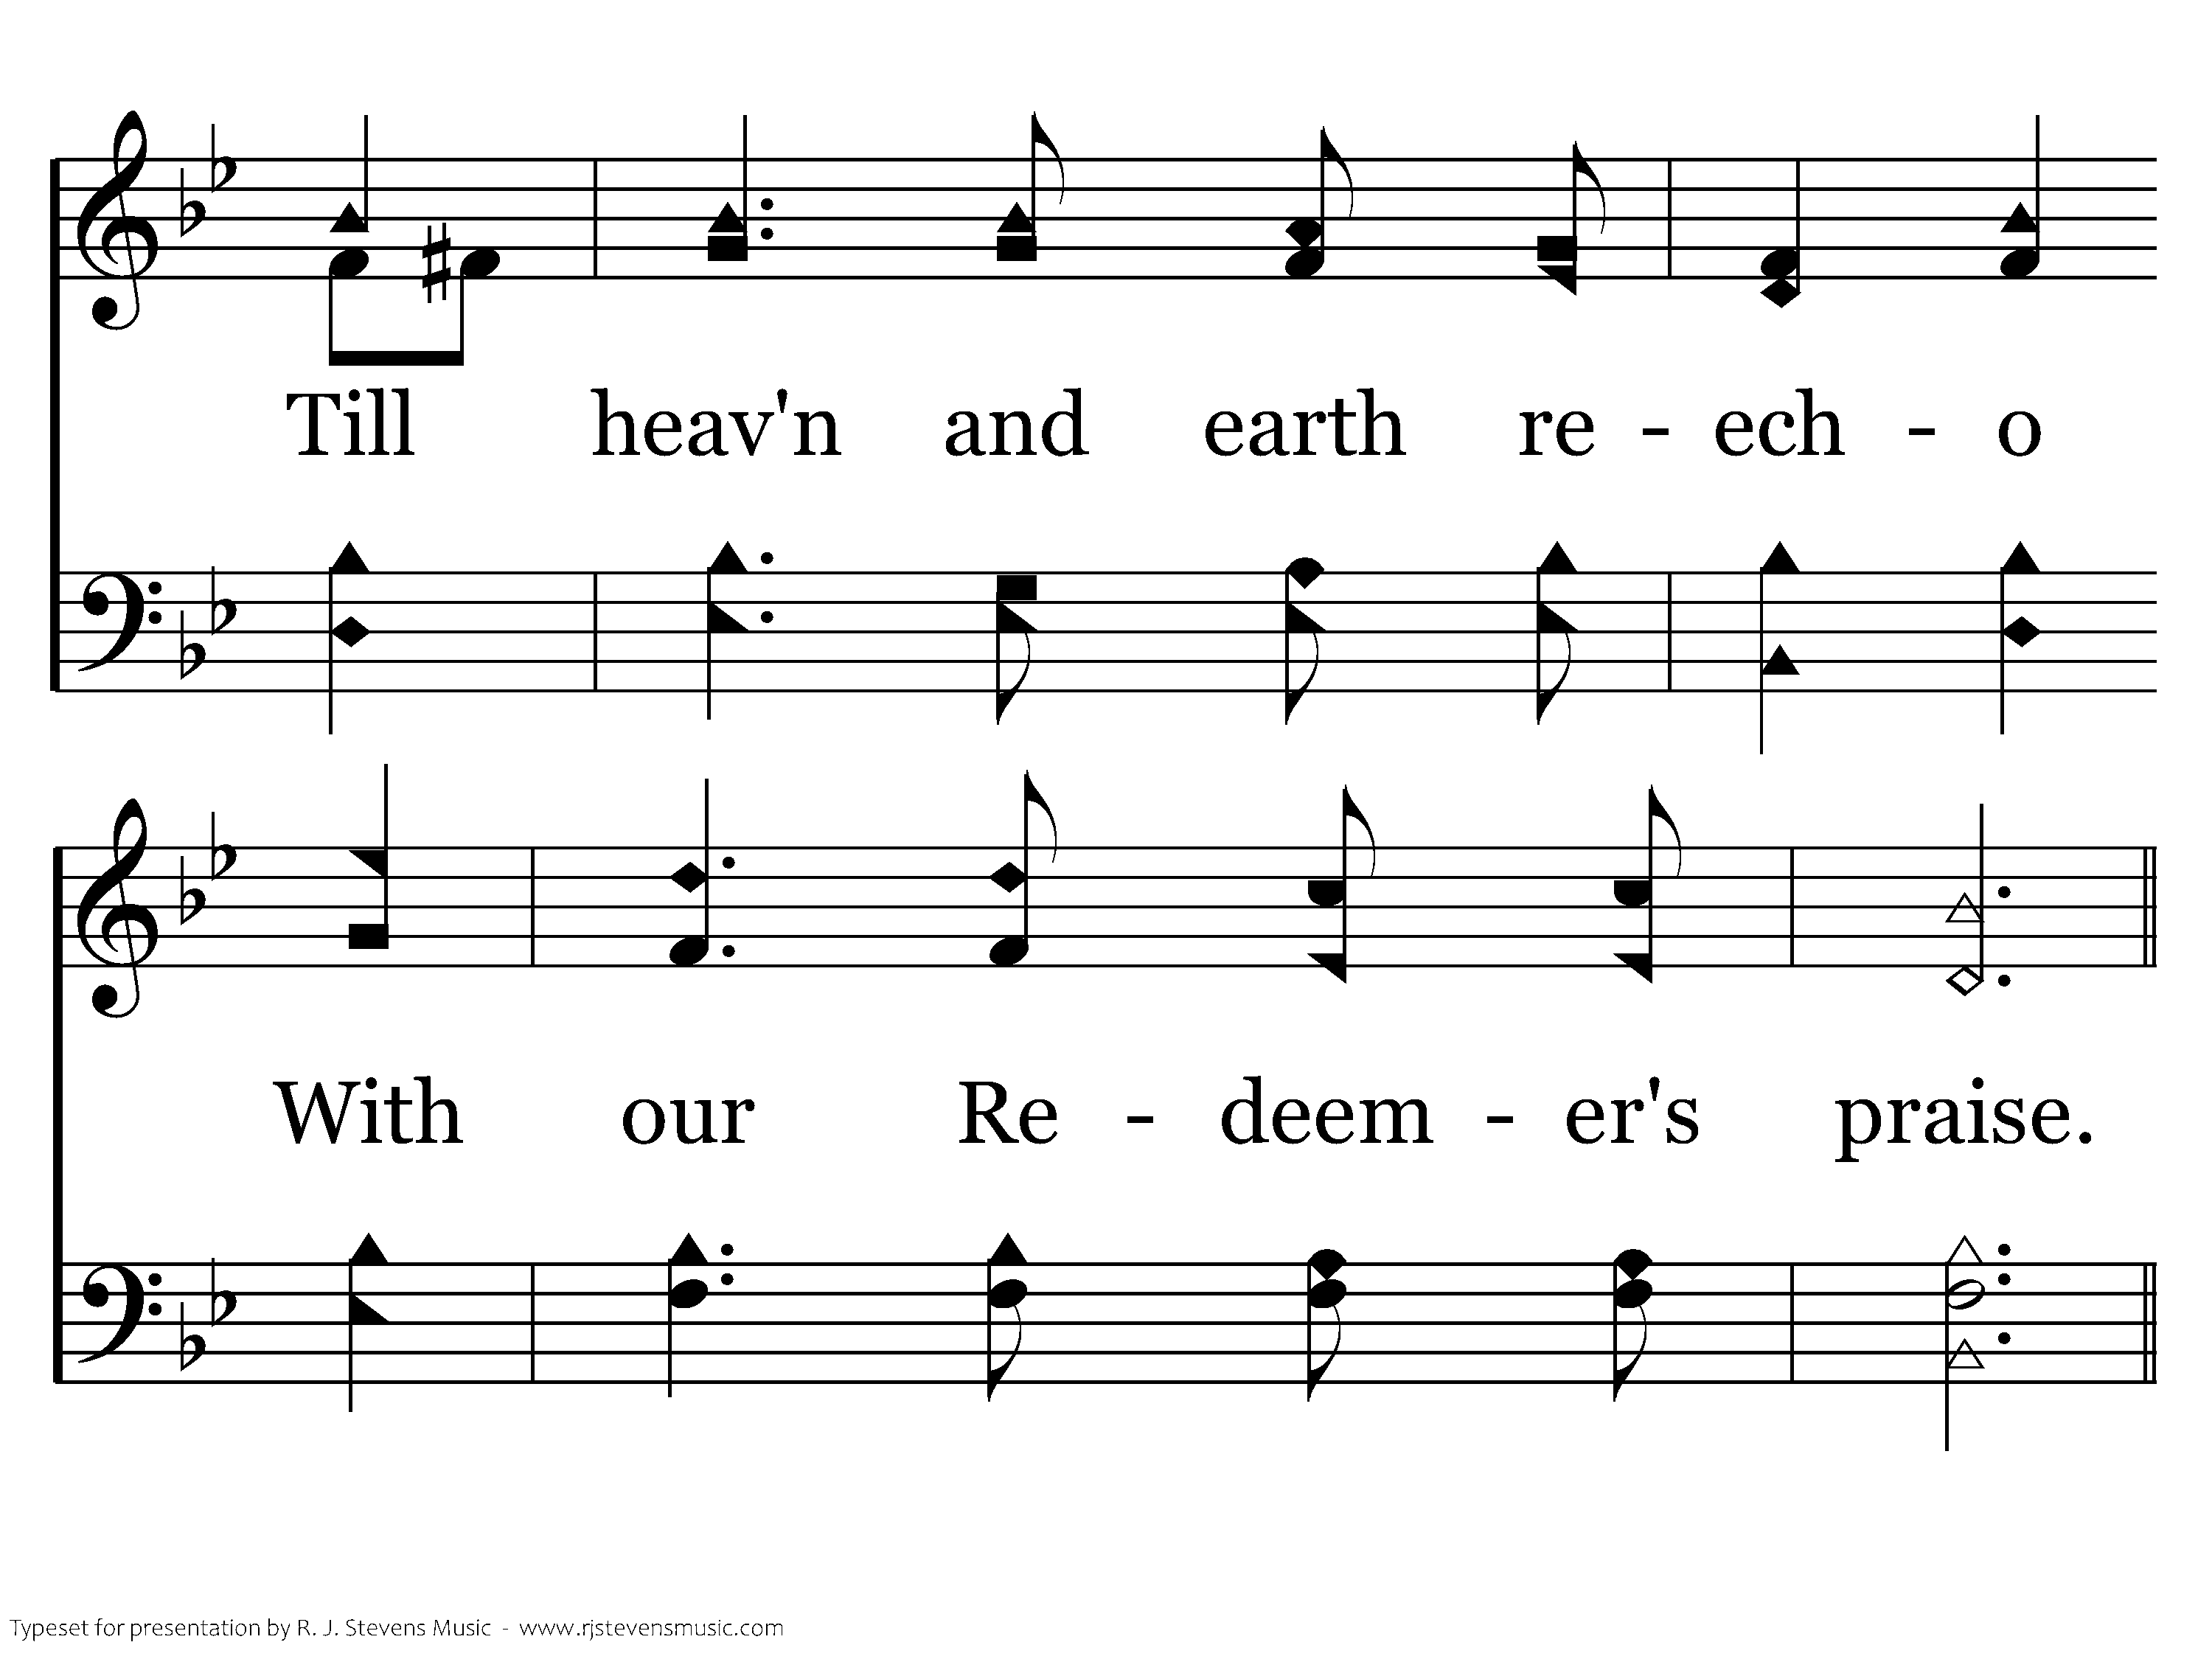 Till heav'n and earth re - ech - o
With our Re - deem - er's praise.
Typeset for presentation by R. J. Stevens Music - www.rjstevensmusic.com